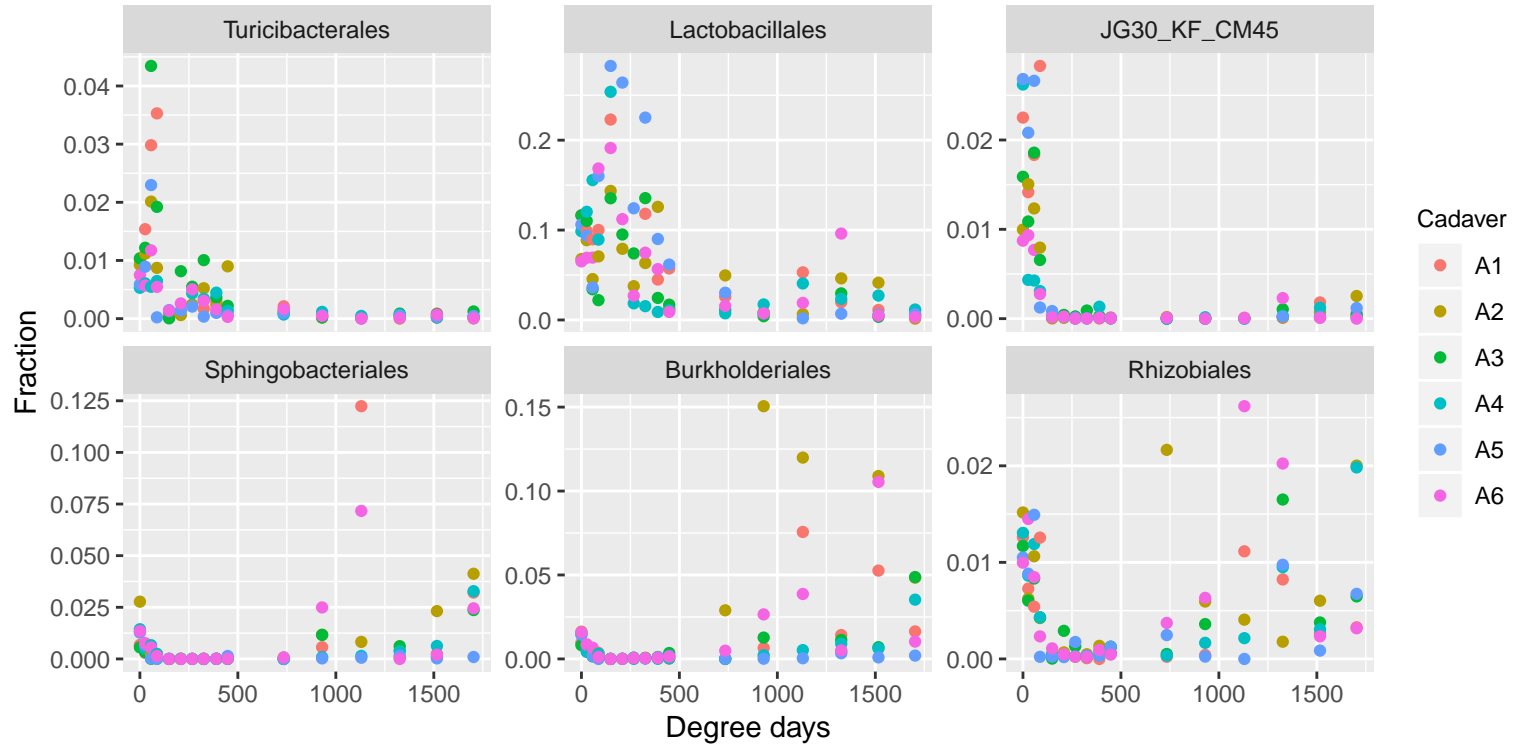 Turicibacterales Lactobacillales JG30_KF_CM45
0.04
0.03
0.02
0.01
0.00
0.2
0.1
0.0
0.02
0.01
0.00
Sphingobacteriales Burkholderiales Rhizobiales
0.125
0.100
0.075
0.050
0.025
0.000
0.15
0.10
0.05
0.00
0.02
0.01
0.00
0 500 1000 1500 0 500 1000 1500 0 500 1000 1500
Fraction
Degree days
Cadaver
A1
A2
A3
A4
A5
A6